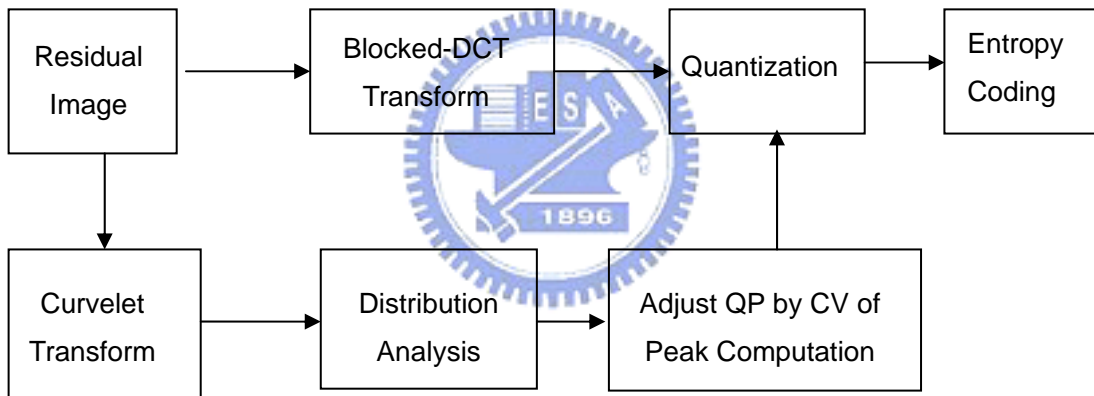 Residual
Image
Blocked-DCT
Transform
Quantization
Entropy
Coding
E S A
1896
Curvelet
Transform
Distribution
Analysis
Adjust QP by CV of
Peak Computation